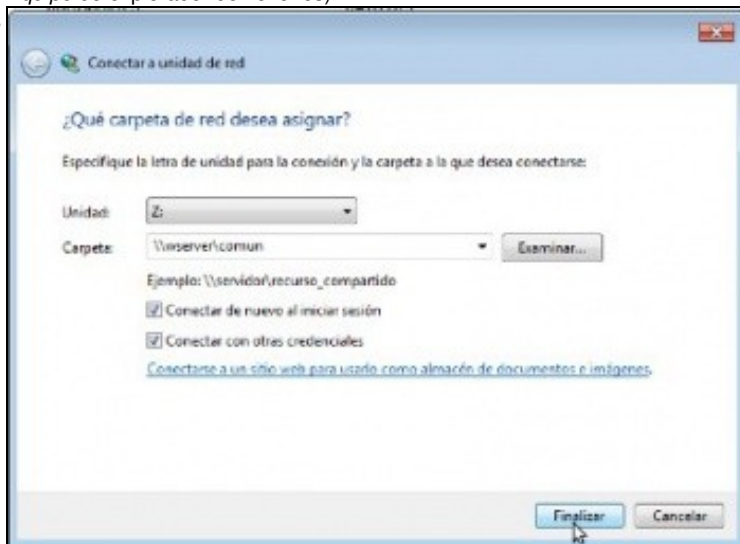 Conectar a unidad de red
¿Qué carpeta de red desea asignar?
Especifique la letra de unidad para la conexión y la carpeta a la que desea conectarse:
Unidad: Z:
Carpeta: \\wserver\comun Examinar...
Ejemplo: \\servidor\recurso_compartido
Conectar de nuevo al iniciar sesión
Conectar con otras credenciales
Conectarse a un sitio web para usarlo como almacén de documentos e imágenes.
Finalizar Cancelar